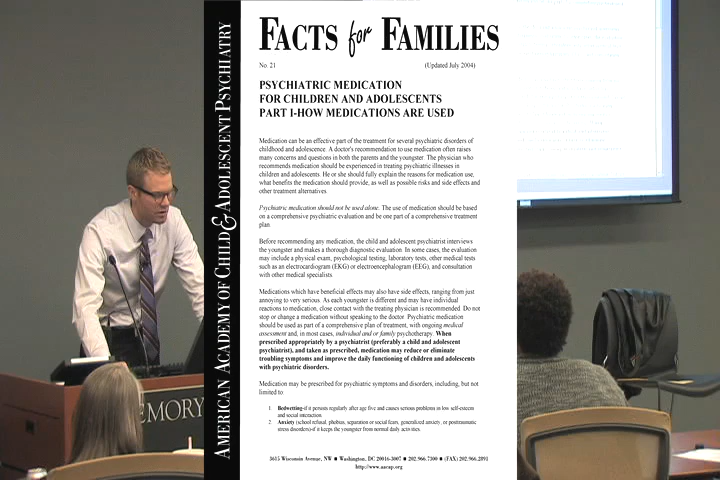 AMERICAN ACADEMY OF CHILD & ADOLESCENT PSYCHIATRY
FACTS for FAMILIES
No. 21 (Updated July 2004)
PSYCHIATRIC MEDICATION
FOR CHILDREN AND ADOLESCENTS
PART I-HOW MEDICATIONS ARE USED
Medication can be an effective part of the treatment for several psychiatric disorders of
childhood and adolescence. A doctor's recommendation to use medication often raises
many concerns and questions in both the parents and the youngster. The physician who
recommends medication should be experienced in treating psychiatric illnesses in
children and adolescents. He or she should fully explain the reasons for medication use,
what benefits the medication should provide, as well as possible risks and side effects and
other treatment alternatives.
Psychiatric medication should not be used alone. The use of medication should be based
on a comprehensive psychiatric evaluation and be one part of a comprehensive treatment
plan.
Before recommending any medication, the child and adolescent psychiatrist interviews
the youngster and makes a thorough diagnostic evaluation. In some cases, the evaluation
may include a physical exam, psychological testing, laboratory tests, other medical tests
such as an electrocardiogram (EKG) or electroencephalogram (EEG), and consultation
with other medical specialists.
Medications which have beneficial effects may also have side effects, ranging from just
annoying to very serious. As each youngster is different and may have individual
reactions to medication, close contact with the treating physician is recommended. Do not
stop or change a medication without speaking to the doctor. Psychiatric medication
should be used as part of a comprehensive plan of treatment, with ongoing medical
assessment and, in most cases, individual and/or family psychotherapy. When
prescribed appropriately by a psychiatrist (preferably a child and adolescent
psychiatrist), and taken as prescribed, medication may reduce or eliminate
troubling symptoms and improve the daily functioning of children and adolescents
with psychiatric disorders.
Medication may be prescribed for psychiatric symptoms and disorders, including, but not
limited to:
1. Bedwetting-if it persists regularly after age five and causes serious problems in low self-esteem
and social interaction.
2. Anxiety (school refusal, phobias, separation or social fears, generalized anxiety, or posttraumatic
stress disorders)-if it keeps the youngster from normal daily activities.
3615 Wisconsin Avenue, NW ■ Washington, DC 20016-3007 ■ 202.966.7300 ■ (FAX) 202.966.2891
http://www.aacap.org
EMORY